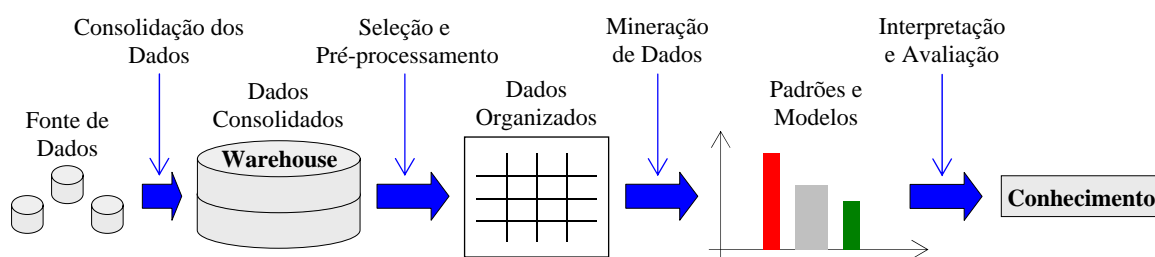 Consolidação dos
Dados
Seleção e
Pré-processamento
Mineração
de Dados
Interpretação
e Avaliação
Fonte de
Dados
Dados
Consolidados
Warehouse
Dados
Organizados
Padrões e
Modelos
Conhecimento